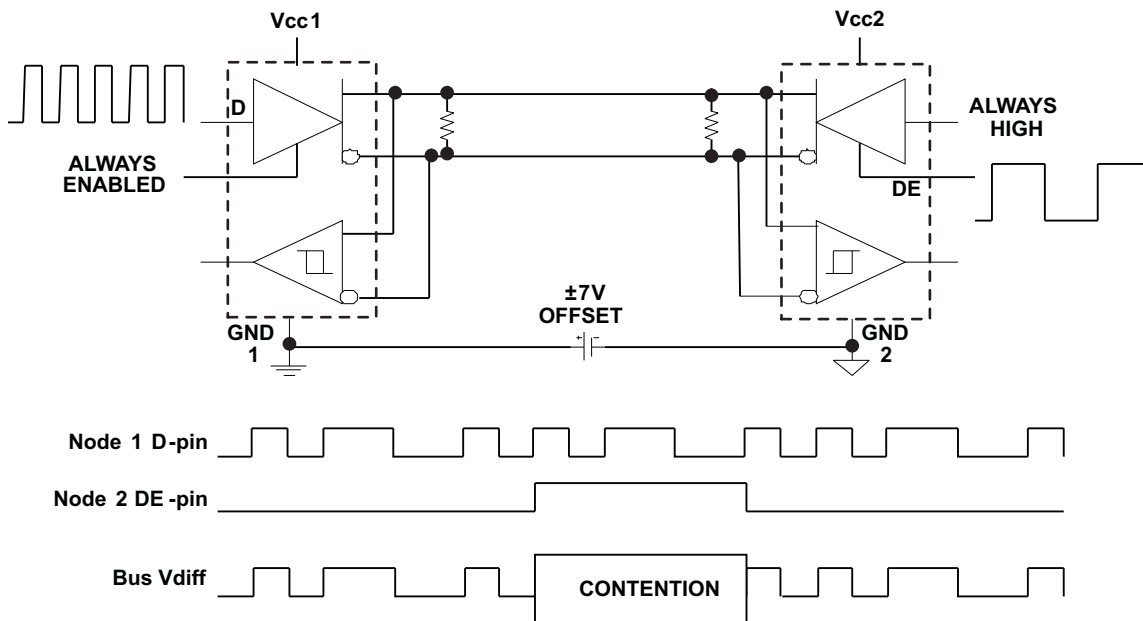 Vcc1
Vcc2
D
ALWAYS
ENABLED
ALWAYS
HIGH
DE
±7V
OFFSET
+ -
GND
1
GND
2
Node 1 D-pin
Node 2 DE-pin
Bus Vdiff
CONTENTION